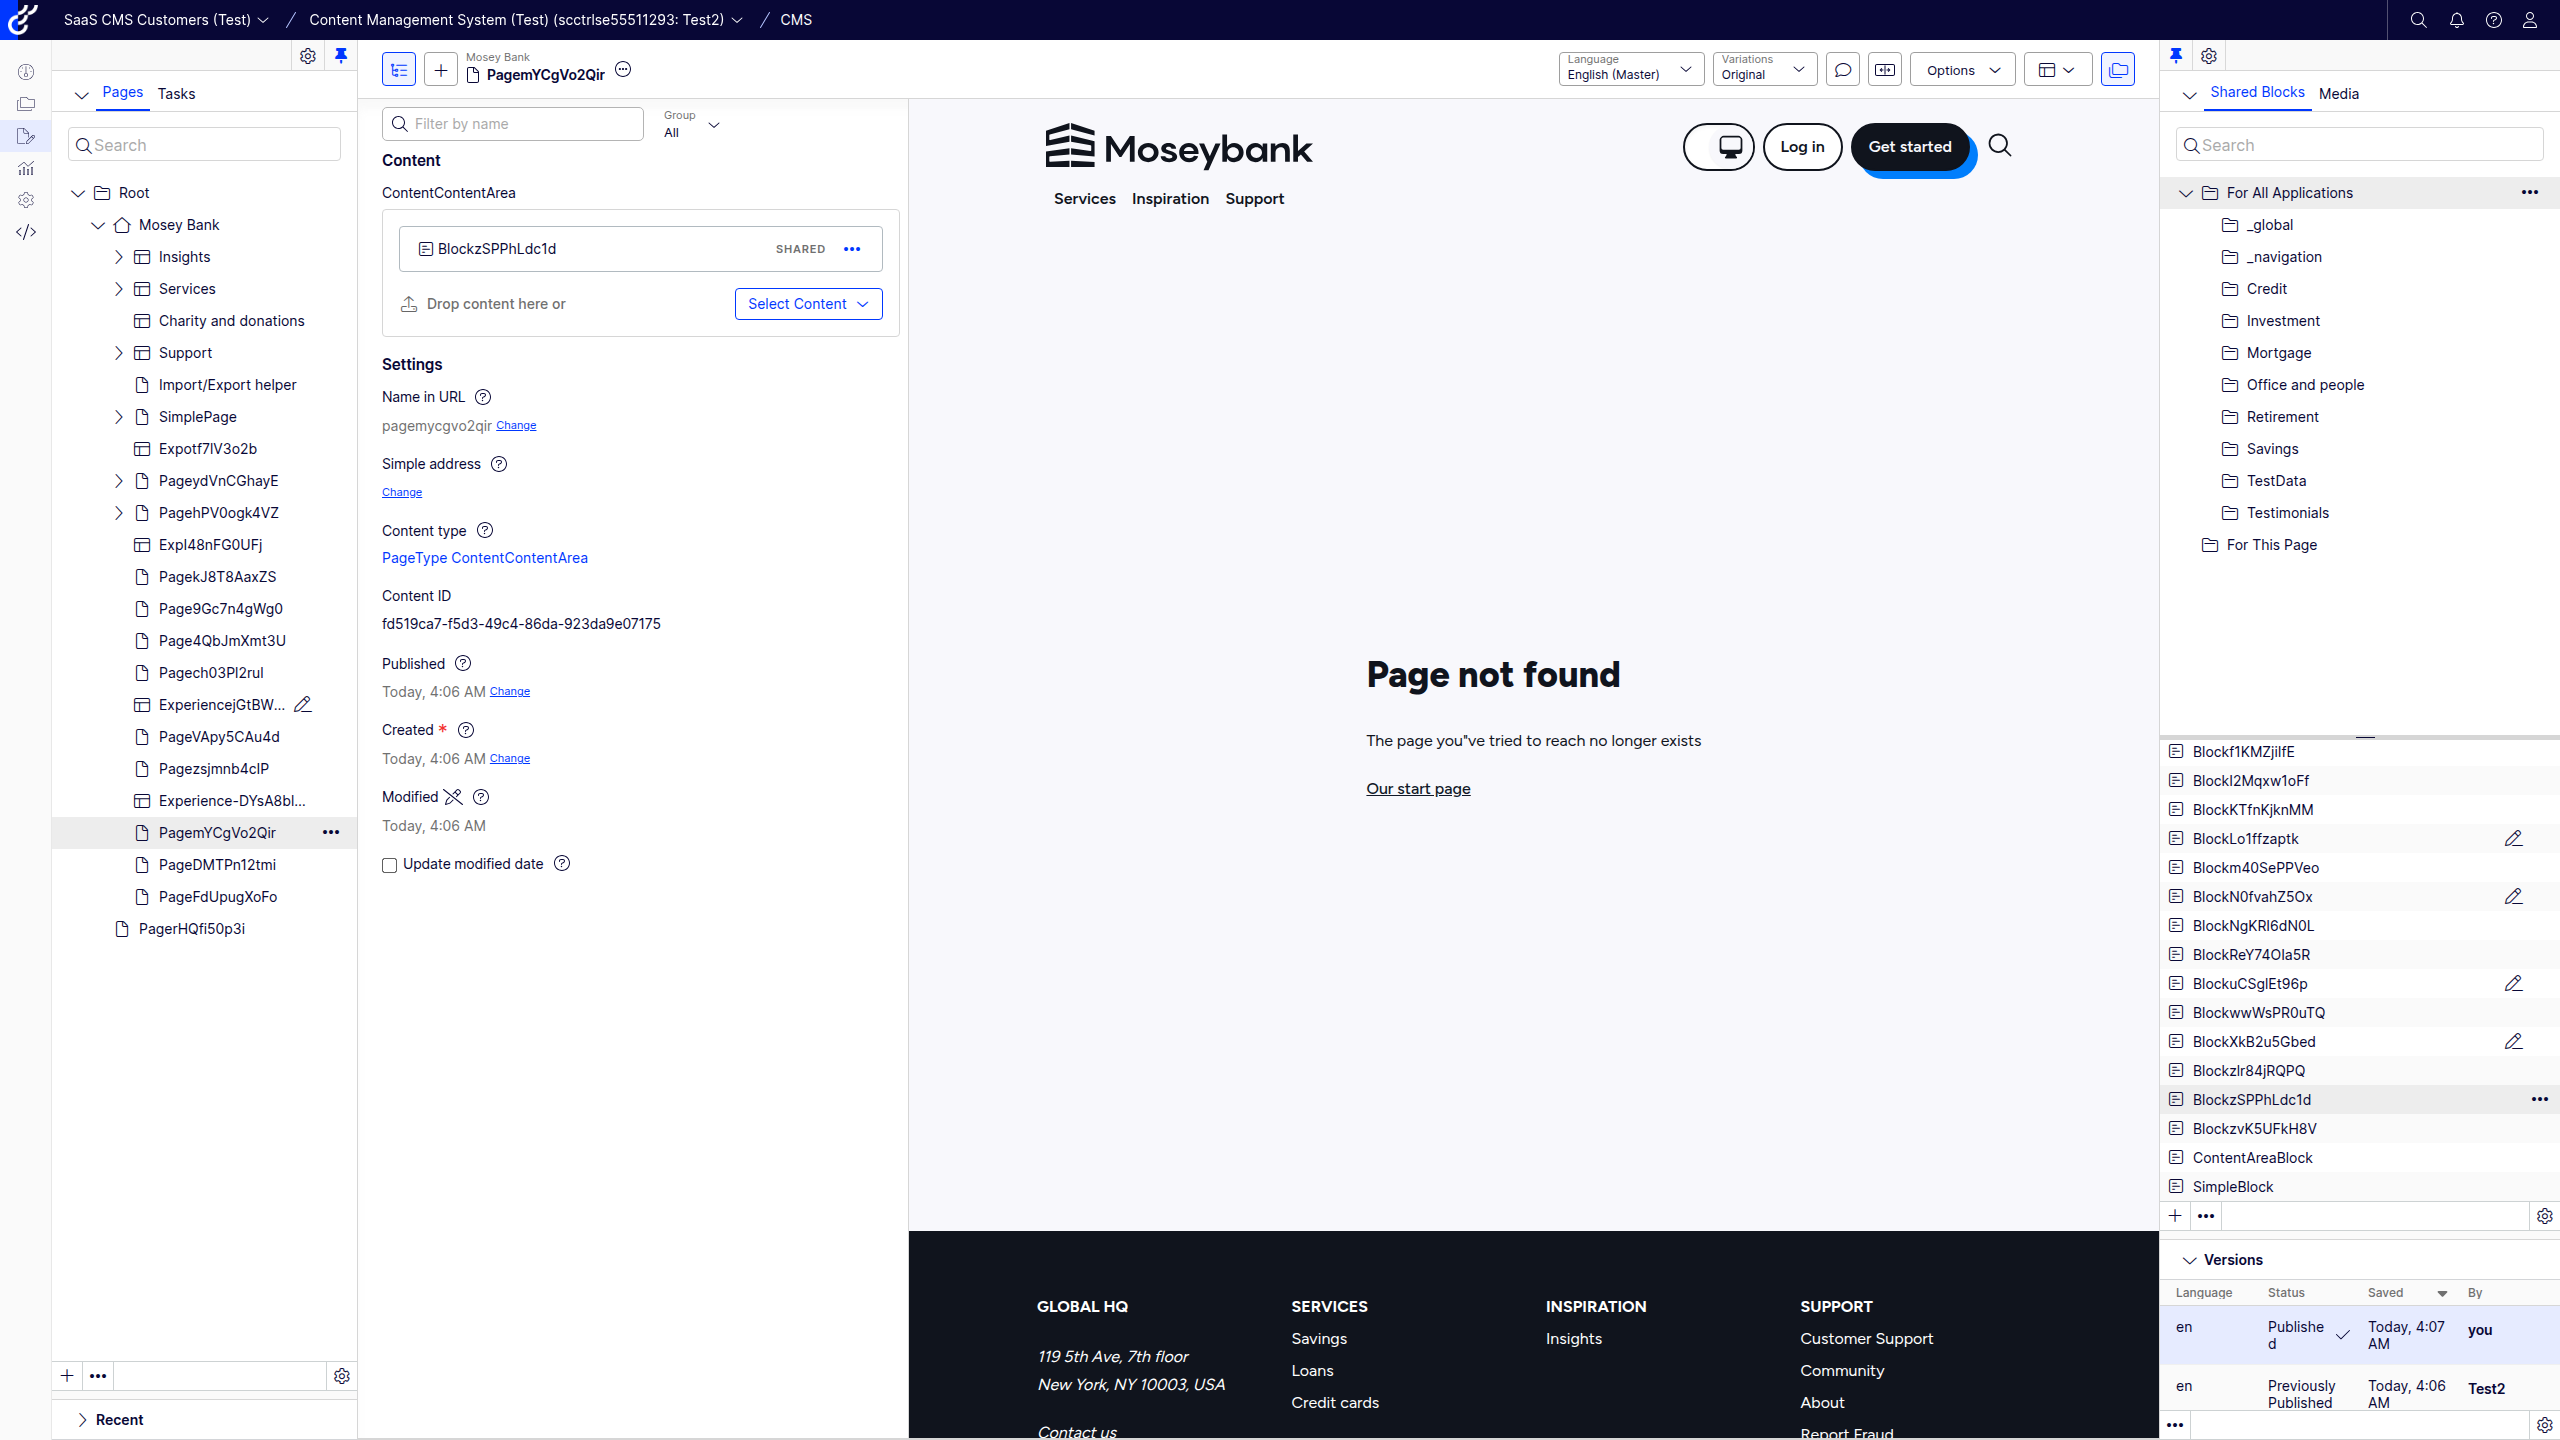 SaaS CMS Customers (Test) / Content Management System (Test) (scctrlse55511293: Test2) / CMS
Pages Tasks
Search
Root
Mosey Bank
Insights
Services
Charity and donations
Support
Import/Export helper
SimplePage
Expotf7IV3o2b
PageydVnCGhayE
PagehPV0ogk4VZ
ExpI48nFG0UFj
PagekJ8T8AaxZS
Page9Gc7n4gWg0
Page4QbJmXmt3U
Pagech03PI2rul
ExperiencejGtBW...
PageVApy5CAu4d
Pagezsjmnb4cIP
Experience-DYsA8bl...
PagemYCgVo2Qir
PageDMTPn12tmi
PageFdUpugXoFo
PagerHQfi50p3i
Recent
Mosey Bank
PagemYCgVo2Qir
Language
English (Master)
Variations
Original
Options
Filter by name
Group
All
Content
ContentContentArea
BlockzSPPhLdc1d SHARED
Drop content here or Select Content
Settings
Name in URL
pagemycgvo2qir Change
Simple address
Change
Content type
PageType ContentContentArea
Content ID
fd519ca7-f5d3-49c4-86da-923da9e07175
Published
Today, 4:06 AM Change
Created *
Today, 4:06 AM Change
Modified
Today, 4:06 AM
Update modified date
Moseybank
Log in
Get started
Services Inspiration Support
Page not found
The page you"ve tried to reach no longer exists
Our start page
GLOBAL HQ
119 5th Ave, 7th floor
New York, NY 10003, USA
Contact us
SERVICES
Savings
Loans
Credit cards
INSPIRATION
Insights
SUPPORT
Customer Support
Community
About
Report Fraud
Shared Blocks Media
Search
For All Applications
_global
_navigation
Credit
Investment
Mortgage
Office and people
Retirement
Savings
TestData
Testimonials
For This Page
Blockf1KMZjilfE
BlockI2Mqxw1oFf
BlockKTfnKjknMM
BlockLo1ffzaptk
Blockm40SePPVeo
BlockN0fvahZ5Ox
BlockNgKRI6dN0L
BlockReY74OIa5R
BlockuCSglEt96p
BlockwwWsPR0uTQ
BlockXkB2u5Gbed
BlockzIr84jRQPQ
BlockzSPPhLdc1d
BlockzvK5UFkH8V
ContentAreaBlock
SimpleBlock
Versions
Language Status Saved By
en Publishe Today, 4:07 you
d AM
en Previously Today, 4:06 Test2
Published AM